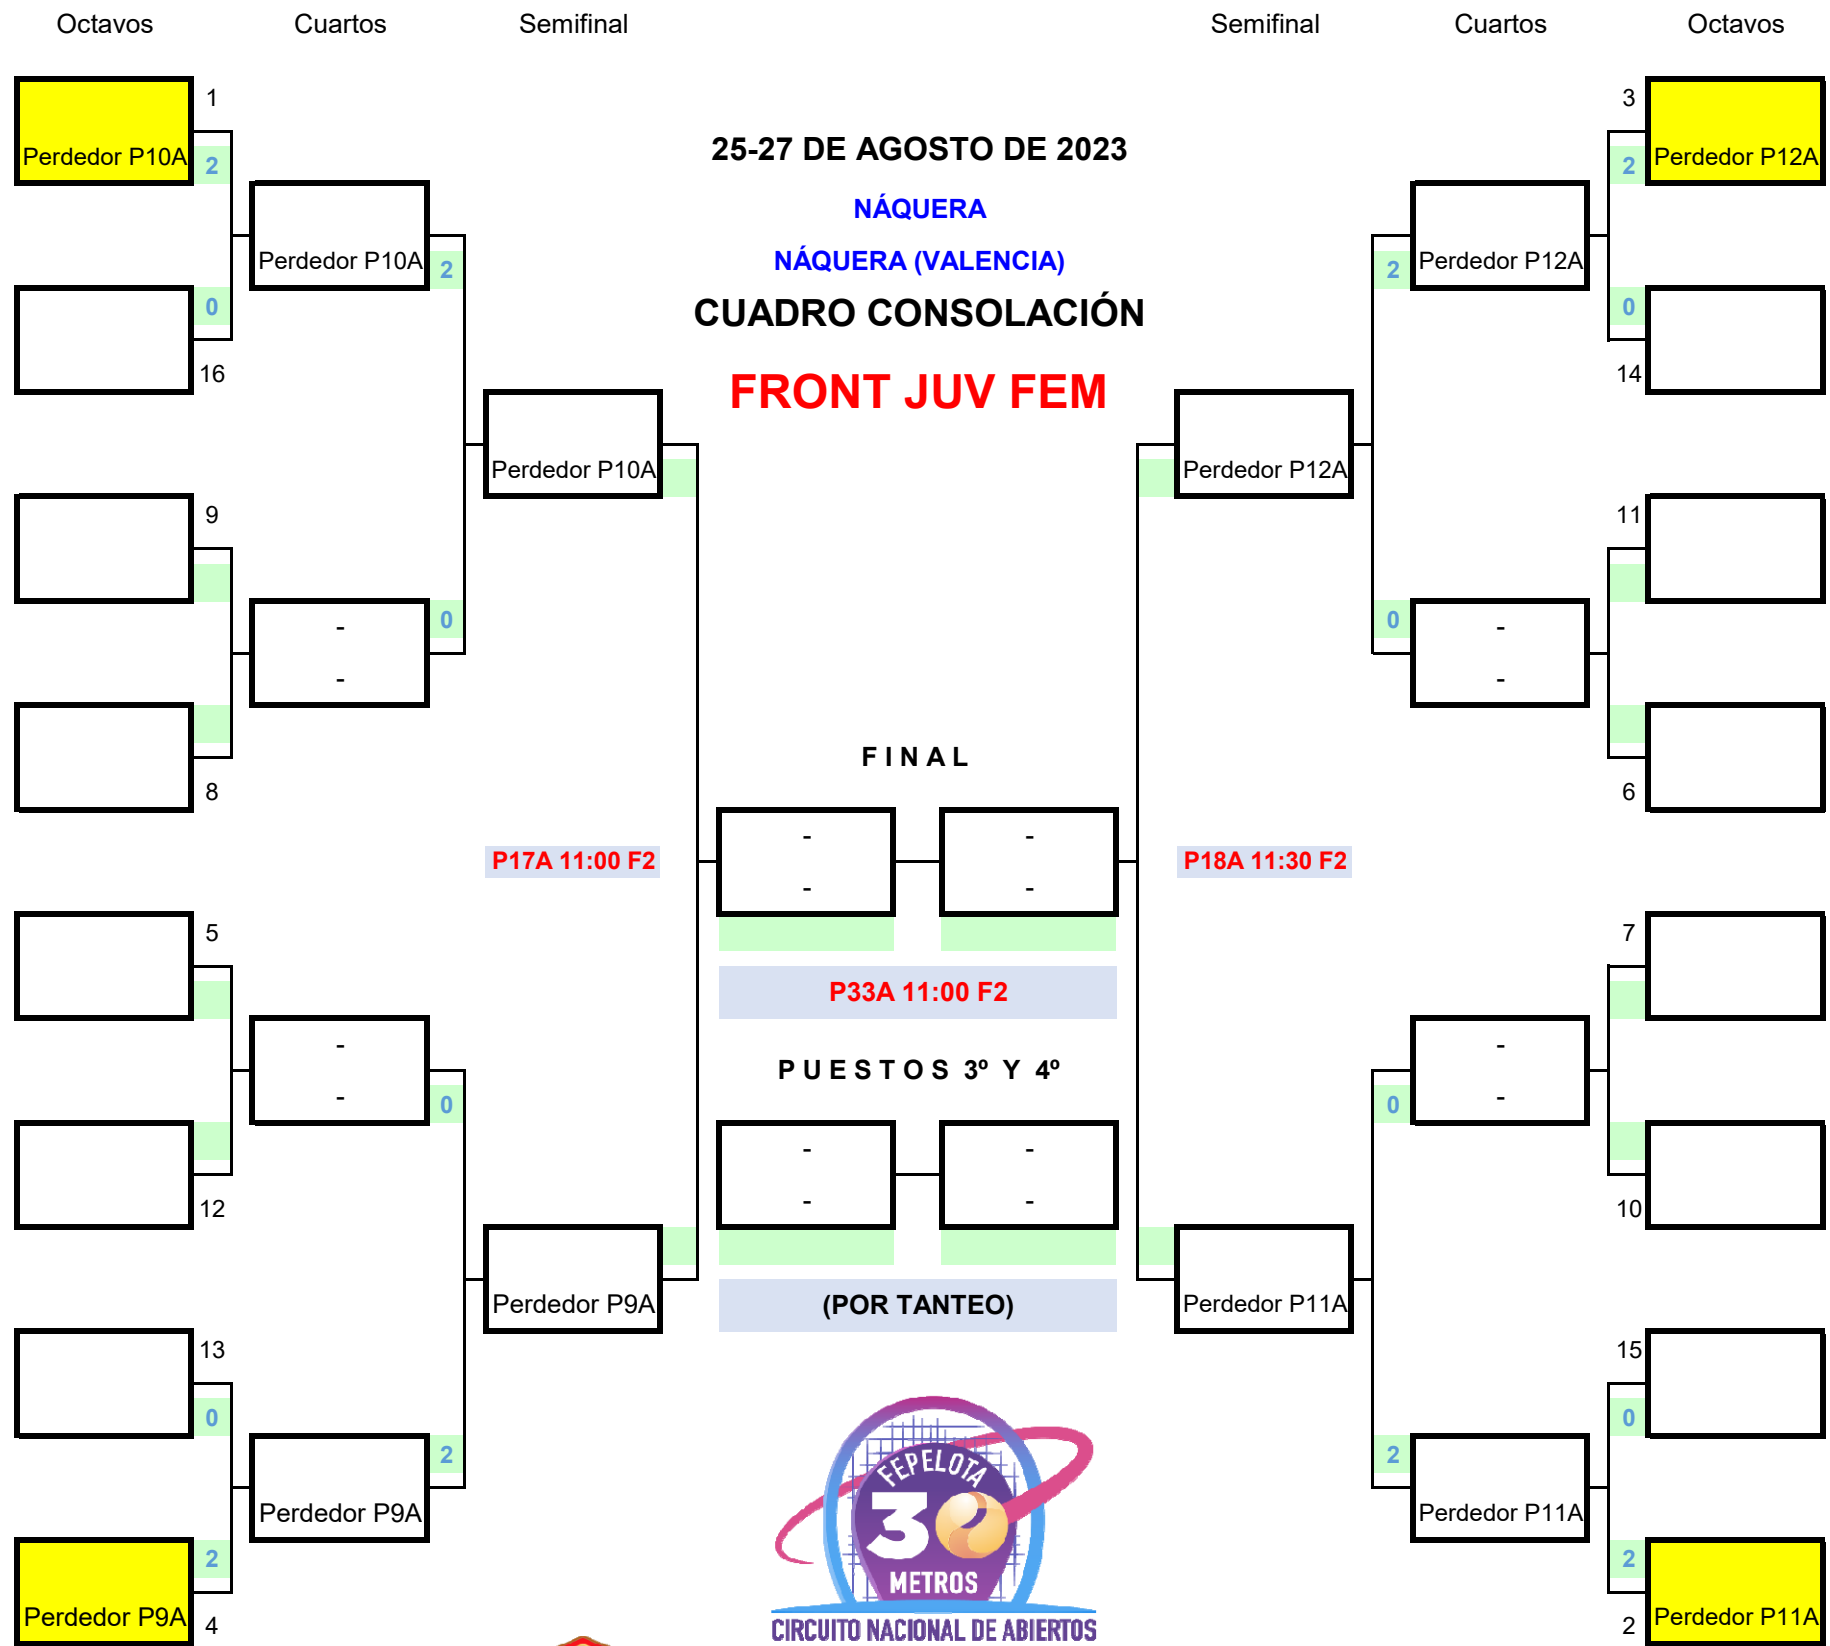 Octavos Cuartos Semifinal Semifinal Cuartos Octavos
1 3
Perdedor P10A 2 25-27 DE AGOSTO DE 2023 2 Perdedor P12A
NÁQUERA
Perdedor P10A 2 NÁQUERA (VALENCIA) 2 Perdedor P12A
0 CUADRO CONSOLACIÓN 0
16 FRONT JUV FEM 14
Perdedor P10A Perdedor P12A
9 11
- 0 0 -
- -
FINAL
8 6
- -
P17A 11:00 F2 P18A 11:30 F2
- -
5 7
P33A 11:00 F2
- -
PUESTOS 3º Y 4º
- 0 0 -
- -
12 - - 10
Perdedor P9A (POR TANTEO) Perdedor P11A
13 15
0 0
2 2
FEPELOTA
Perdedor P9A 30 Perdedor P11A
2 2
METROS
Perdedor P9A 4 CIRCUITO NACIONAL DE ABIERTOS 2 Perdedor P11A